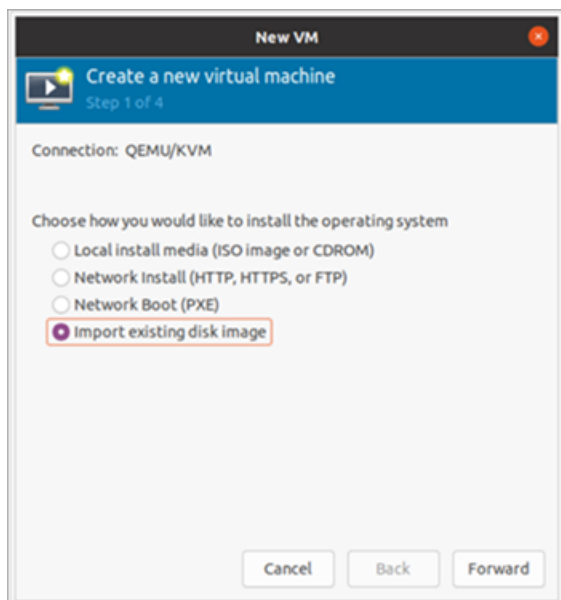 New VM
Create a new virtual machine
Step 1 of 4
Connection: QEMU/KVM
Choose how you would like to install the operating system
Local install media (ISO image or CDROM)
Network Install (HTTP, HTTPS, or FTP)
Network Boot (PXE)
Import existing disk image
Cancel Back Forward